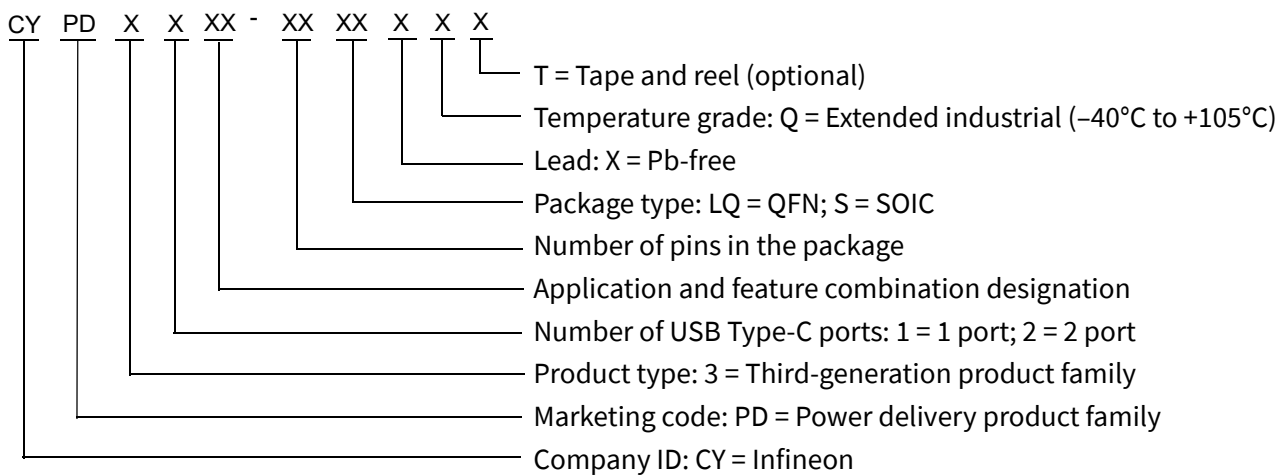 CY PD X X XX - XX XX X X X
T = Tape and reel (optional)
Temperature grade: Q = Extended industrial (–40°C to +105°C)
Lead: X = Pb-free
Package type: LQ = QFN; S = SOIC
Number of pins in the package
Application and feature combination designation
Number of USB Type-C ports: 1 = 1 port; 2 = 2 port
Product type: 3 = Third-generation product family
Marketing code: PD = Power delivery product family
Company ID: CY = Infineon